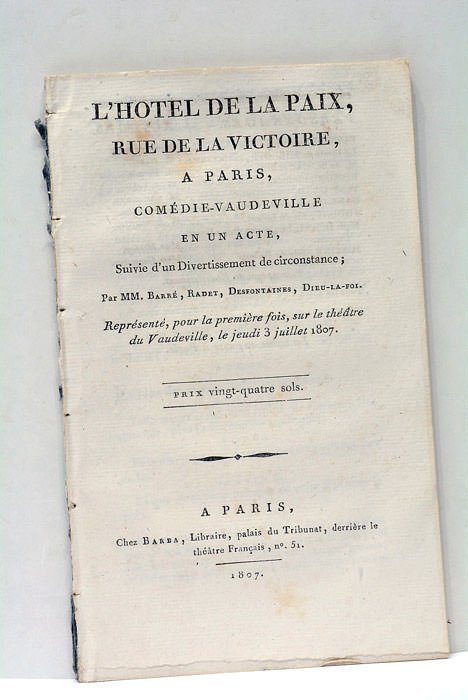 L'HOTEL DE LA PAIX,
RUE DE LA VICTOIRE,
A PARIS,
COMÉDIE-VAUDEVILLE
EN UN ACTE,
Suivie d'un Divertissement de circonstance;
Par MM. BARRÉ, RADET, DESFONTAINES, DIEU-LA-FOI.
Représenté, pour la première fois, sur le théâtre
du Vaudeville, le jeudi 3 juillet 1807.
PRIX vingt-quatre sols.
A PARIS,
Chez BARBA, Libraire, palais du Tribunat, derrière le
théâtre Français, n°. 51.
1807.